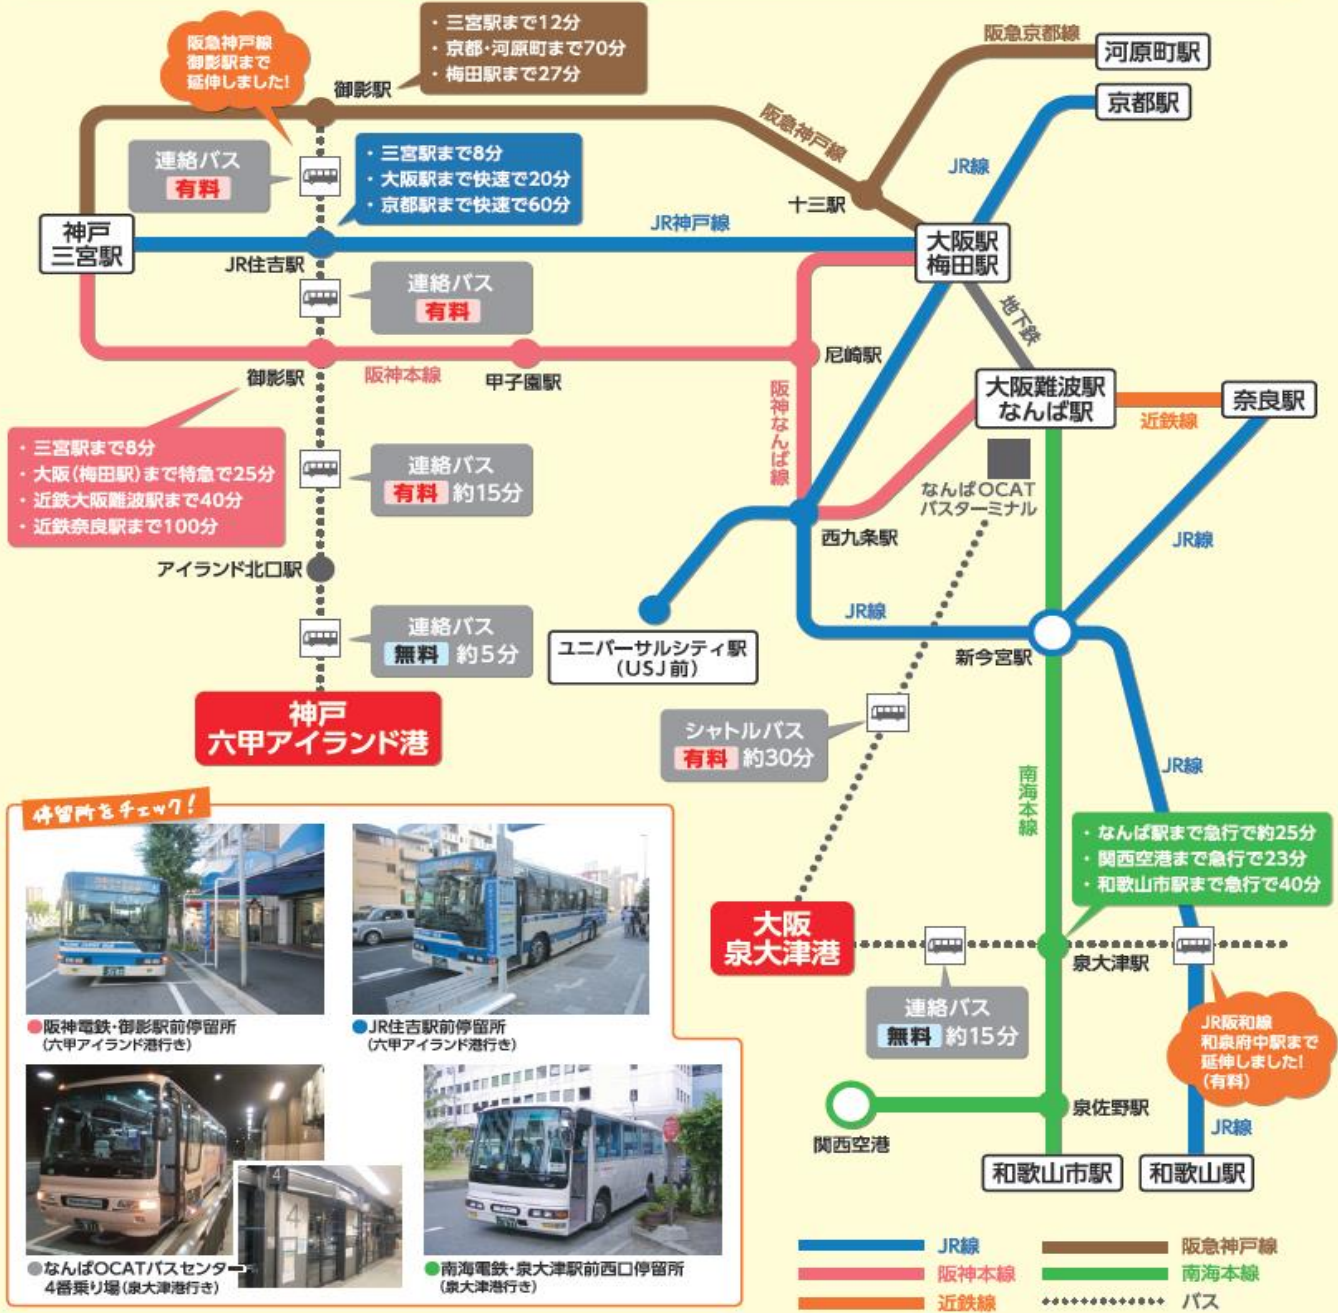 阪急神戸線
御影駅まで
延伸しました!
御影駅
・三宮駅まで12分
・京都・河原町まで70分
・梅田駅まで27分
阪急京都線
河原町駅
京都駅
連絡バス
有料
・三宮駅まで8分
・大阪駅まで快速で20分
・京都駅まで快速で60分
阪急神戸線
JR線
十三駅
神戸
三宮駅
JR住吉駅
JR神戸線
大阪駅
梅田駅
連絡バス
有料
地下鉄
御影駅
阪神本線
甲子園駅
尼崎駅
大阪難波駅
なんば駅
近鉄線
奈良駅
阪神なんば線
・三宮駅まで8分
・大阪(梅田駅)まで特急で25分
・近鉄大阪難波駅まで40分
・近鉄奈良駅まで100分
連絡バス
有料 約15分
なんばOCAT
バスターミナル
西九条駅
JR線
アイランド北口駅
連絡バス
無料 約5分
ユニバーサルシティ駅
(USJ前)
JR線
新今宮駅
神戸
六甲アイランド港
シャトルバス
有料 約30分
南海本線
JR線
停留所をチェック!
・なんば駅まで急行で約25分
・関西空港まで急行で23分
・和歌山市駅まで急行で40分
大阪
泉大津港
泉大津駅
連絡バス
無料 約15分
JR阪和線
和泉府中駅まで
延伸しました!
(有料)
●阪神電鉄・御影駅前停留所
(六甲アイランド港行き)
●JR住吉駅前停留所
(六甲アイランド港行き)
泉佐野駅
関西空港
JR線
和歌山市駅
和歌山駅
4
4
●なんばOCATバスセンター
4番乗り場(泉大津港行き)
●南海電鉄・泉大津駅前西口停留所
(泉大津港行き)
JR線
阪急神戸線
阪神本線
南海本線
近鉄線
バス